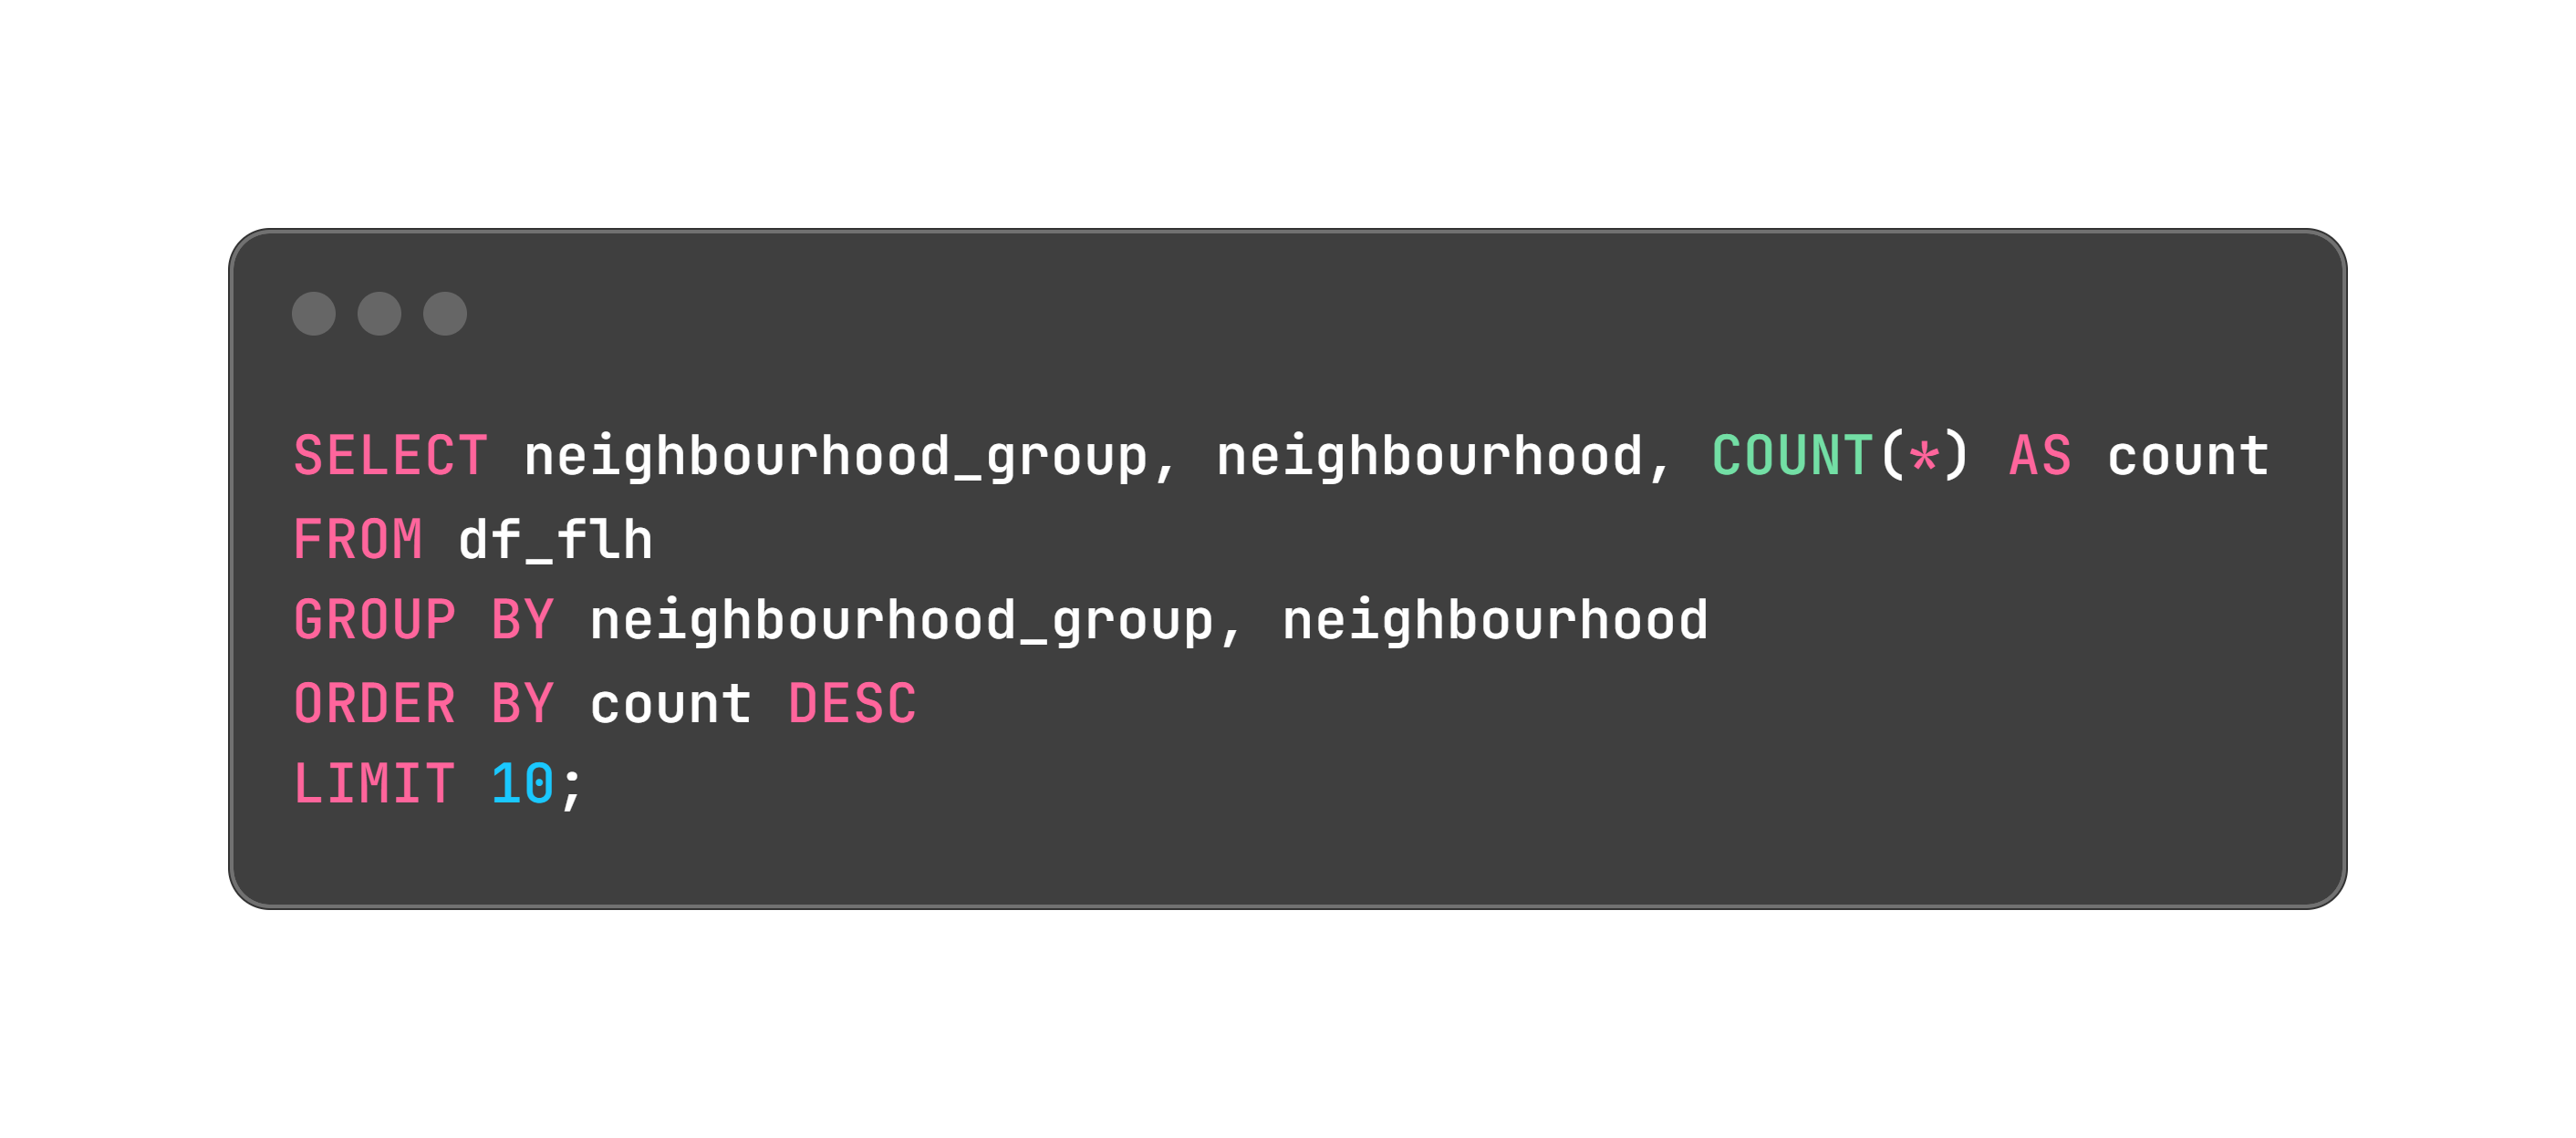 SELECT neighbourhood_group, neighbourhood, COUNT(*) AS count
FROM df_flh
GROUP BY neighbourhood_group, neighbourhood
ORDER BY count DESC
LIMIT 10;